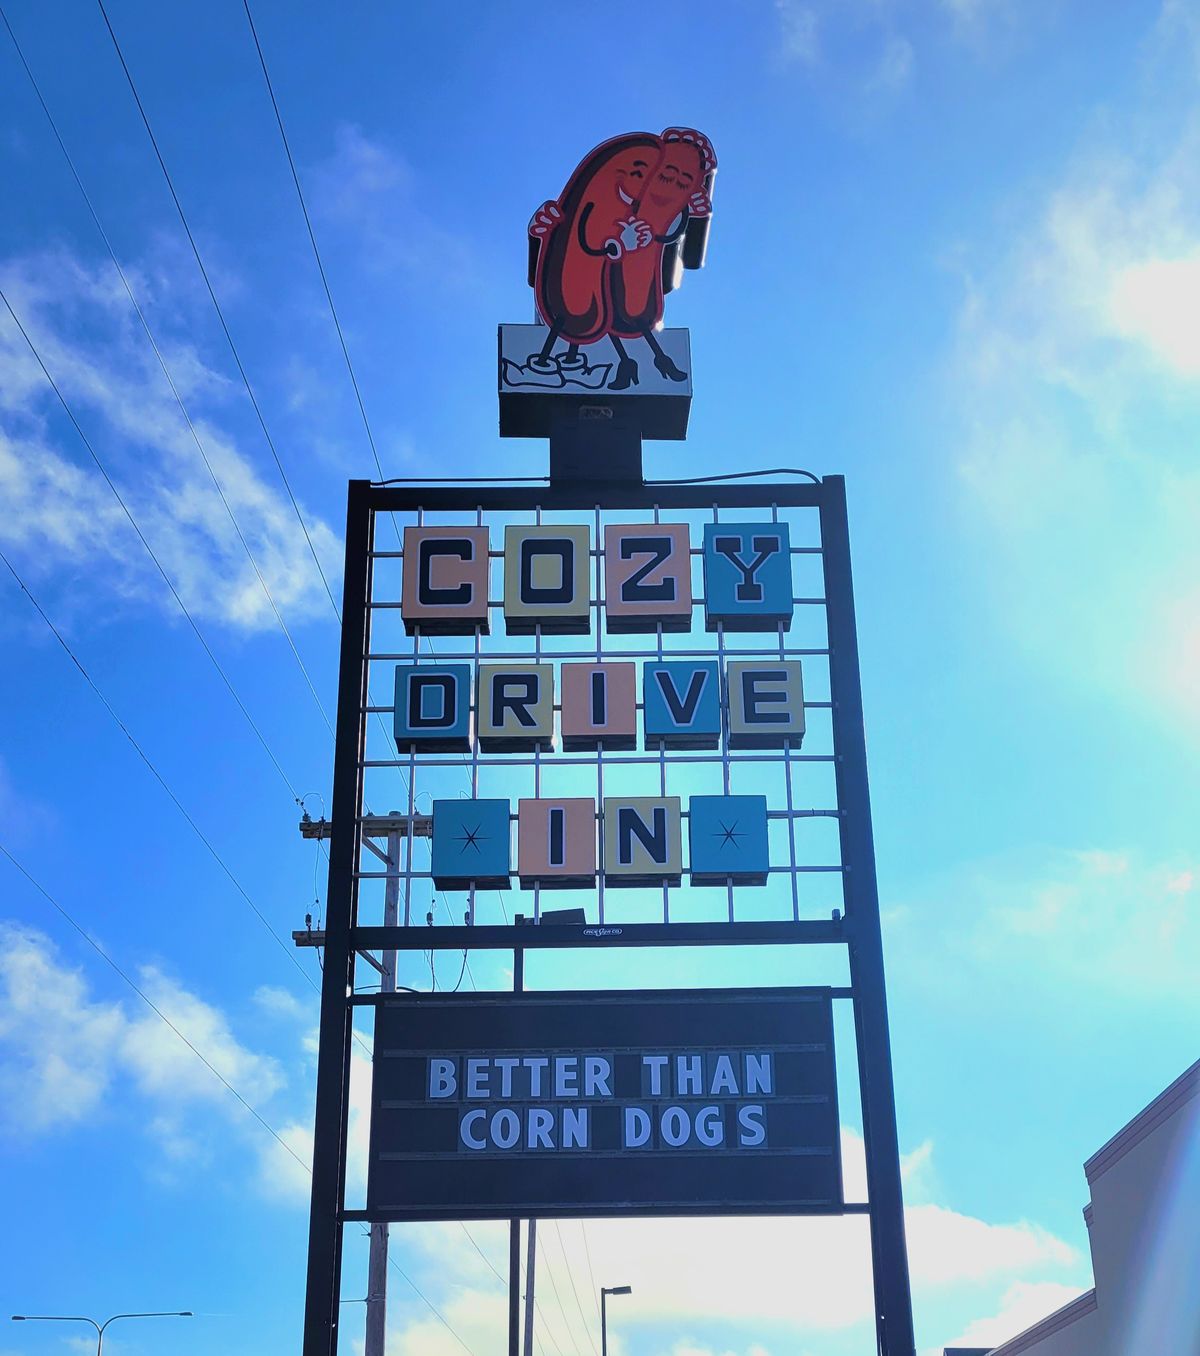 COZY
DRIVE
IN
BETTER THAN
CORN DOGS